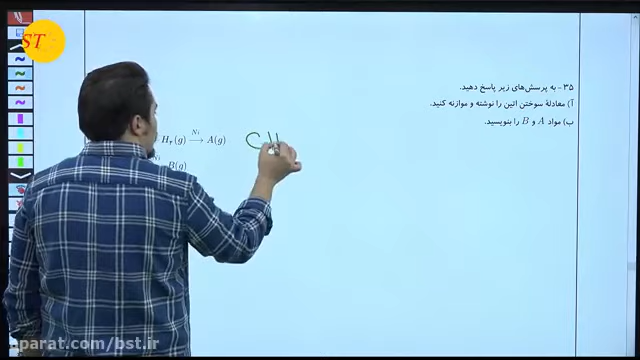 ST
۳۵- به پرسش‌های زیر پاسخ دهید.
آ) معادلهٔ سوختن اتین را نوشته و موازنه کنید.
ب) مواد A و B را بنویسید.
H₂(g) —Ni→ A(g)
CH
B(g)
aparat.com/bst.ir